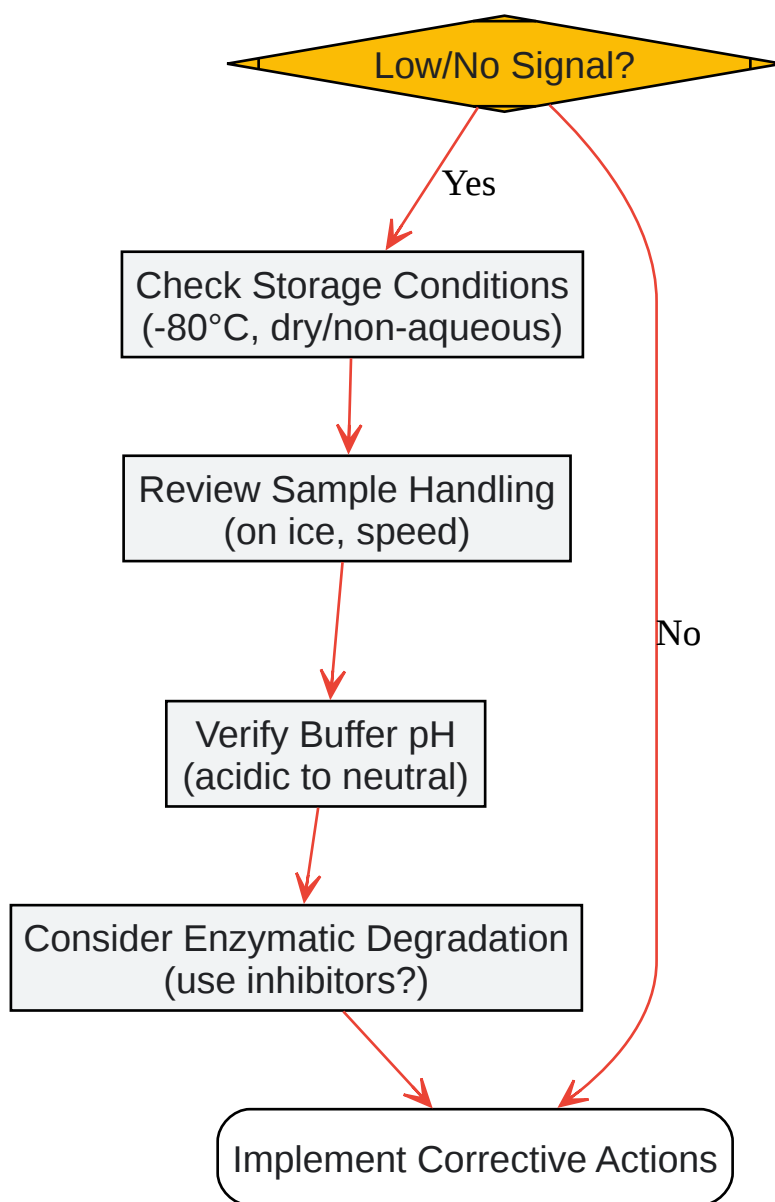 Low/No Signal?
Yes
Check Storage Conditions
(-80°C, dry/non-aqueous)
Review Sample Handling
(on ice, speed)
No
Verify Buffer pH
(acidic to neutral)
Consider Enzymatic Degradation
(use inhibitors?)
Implement Corrective Actions